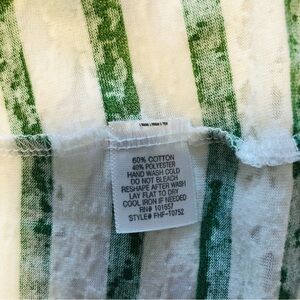 60% COTTON
40% POLYESTER
HAND WASH COLD
DO NOT BLEACH
RESHAPE AFTER WASH
LAY FLAT TO DRY
COOL IRON IF NEEDED
RN# 101657
STYLE# FHF-10752